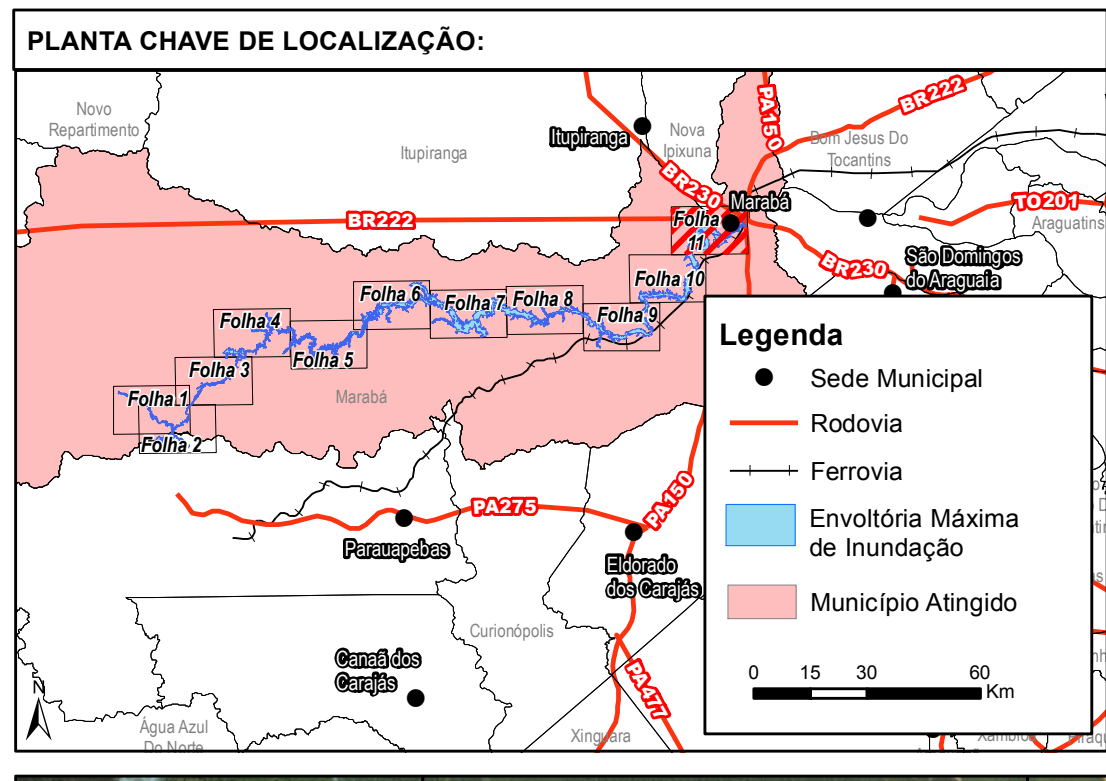 PLANTA CHAVE DE LOCALIZAÇÃO:
Novo
Repartimento
Itupiranga
Itupiranga
Nova
Ipixuna
PA150
BR222
Bom Jesus Do
Tocantins
BR230
Marabá
TO201
Araguatins
BR222
Folha
11
BR230
São Domingos
do Araguaia
Folha 10
Folha 6
Folha 7
Folha 8
Folha 9
Folha 4
Folha 5
Folha 3
Marabá
Folha 1
Folha 2
PA275
PA150
Parauapebas
Eldorado
dos Carajás
Curionópolis
Canaã dos
Carajás
PA477
Água Azul
Do Norte
Xinguara
N
Legenda
Sede Municipal
Rodovia
Ferrovia
Envoltória Máxima
de Inundação
Município Atingido
0 15 30 60
Km